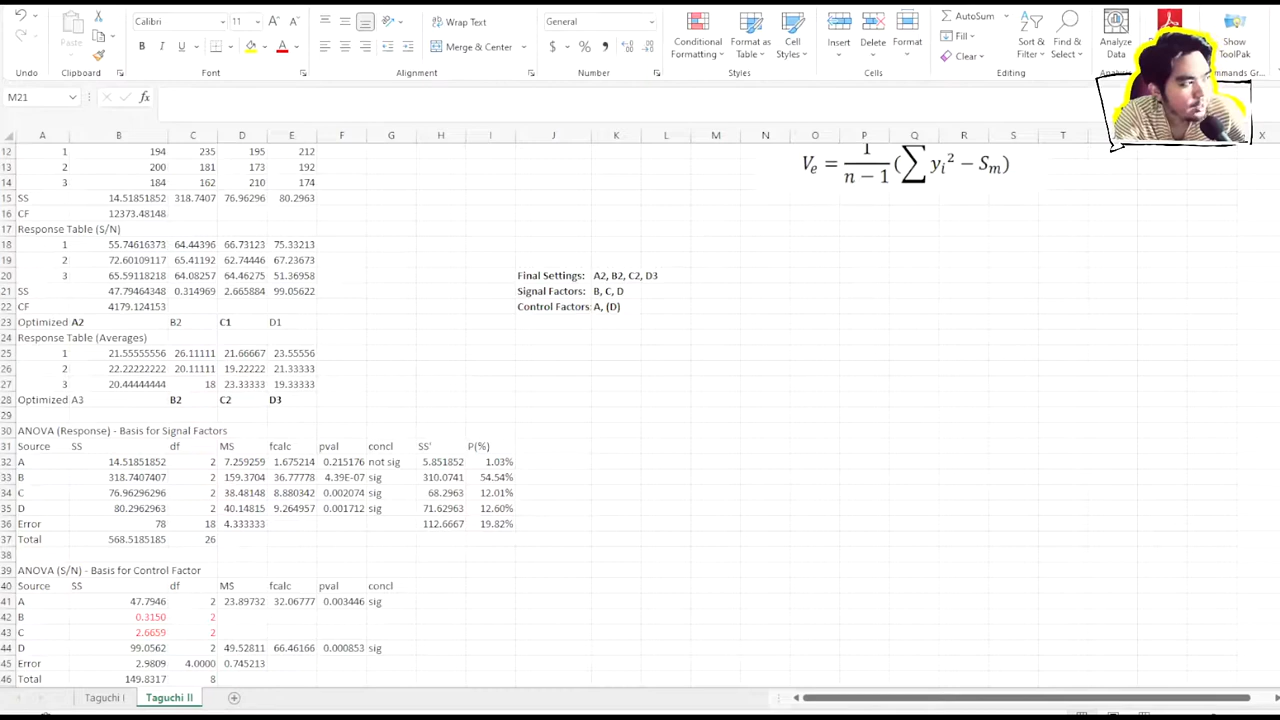 Calibri 11 A^ Aˇ Wrap Text General AutoSum Analyze Show
Paste Conditional Format as Cell Insert Delete Format Fill Sort & Find & Data ToolPak
B I U A Merge & Center $ % Formatting Table Styles Clear Filter Select
Undo Clipboard Font Alignment Number Styles Cells Editing
M21 fx
A B C D E F G H I J K L M N O P Q R S T X
12 1 194 235 195 212
13 2 200 181 173 192
14 3 184 162 210 174
15 SS 14.51851852 318.7407 76.96296 80.2963
16 CF 12373.48148
17 Response Table (S/N)
18 1 55.74616373 64.44396 66.73123 75.33213
19 2 72.60109117 65.41192 62.74446 67.23673
20 3 65.59118218 64.08257 64.46275 51.36958 Final Settings: A2, B2, C2, D3
21 SS 47.79464348 0.314969 2.665884 99.05622 Signal Factors: B, C, D
22 CF 4179.124153 Control Factors: A, (D)
23 Optimized A2 B2 C1 D1
24 Response Table (Averages)
25 1 21.55555556 26.11111 21.66667 23.55556
26 2 22.22222222 20.11111 19.22222 21.33333
27 3 20.44444444 18 23.33333 19.33333
28 Optimized A3 B2 C2 D3
29
30 ANOVA (Response) - Basis for Signal Factors
31 Source SS df MS fcalc pval concl SS' P(%)
32 A 14.51851852 2 7.259259 1.675214 0.215176 not sig 5.851852 1.03%
33 B 318.7407407 2 159.3704 36.77778 4.39E-07 sig 310.0741 54.54%
34 C 76.96296296 2 38.48148 8.880342 0.002074 sig 68.2963 12.01%
35 D 80.2962963 2 40.14815 9.264957 0.001712 sig 71.62963 12.60%
36 Error 78 18 4.333333 112.6667 19.82%
37 Total 568.5185185 26
38
39 ANOVA (S/N) - Basis for Control Factor
40 Source SS df MS fcalc pval concl
41 A 47.7946 2 23.89732 32.06777 0.003446 sig
42 B 0.3150 2
43 C 2.6659 2
44 D 99.0562 2 49.52811 66.46166 0.000853 sig
45 Error 2.9809 4.0000 0.745213
46 Total 149.8317 8
V_e = 1/(n − 1) (∑ y_i² − S_m)
Taguchi I Taguchi II